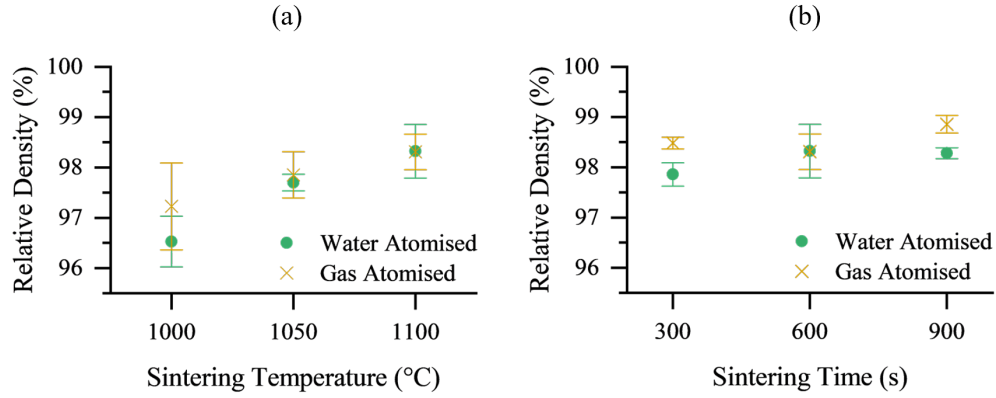 (a)
Relative Density (%)
100
99
98
97
96
Water Atomised
Gas Atomised
1000
1050
1100
Sintering Temperature (°C)
(b)
Relative Density (%)
100
99
98
97
96
Water Atomised
Gas Atomised
300
600
900
Sintering Time (s)